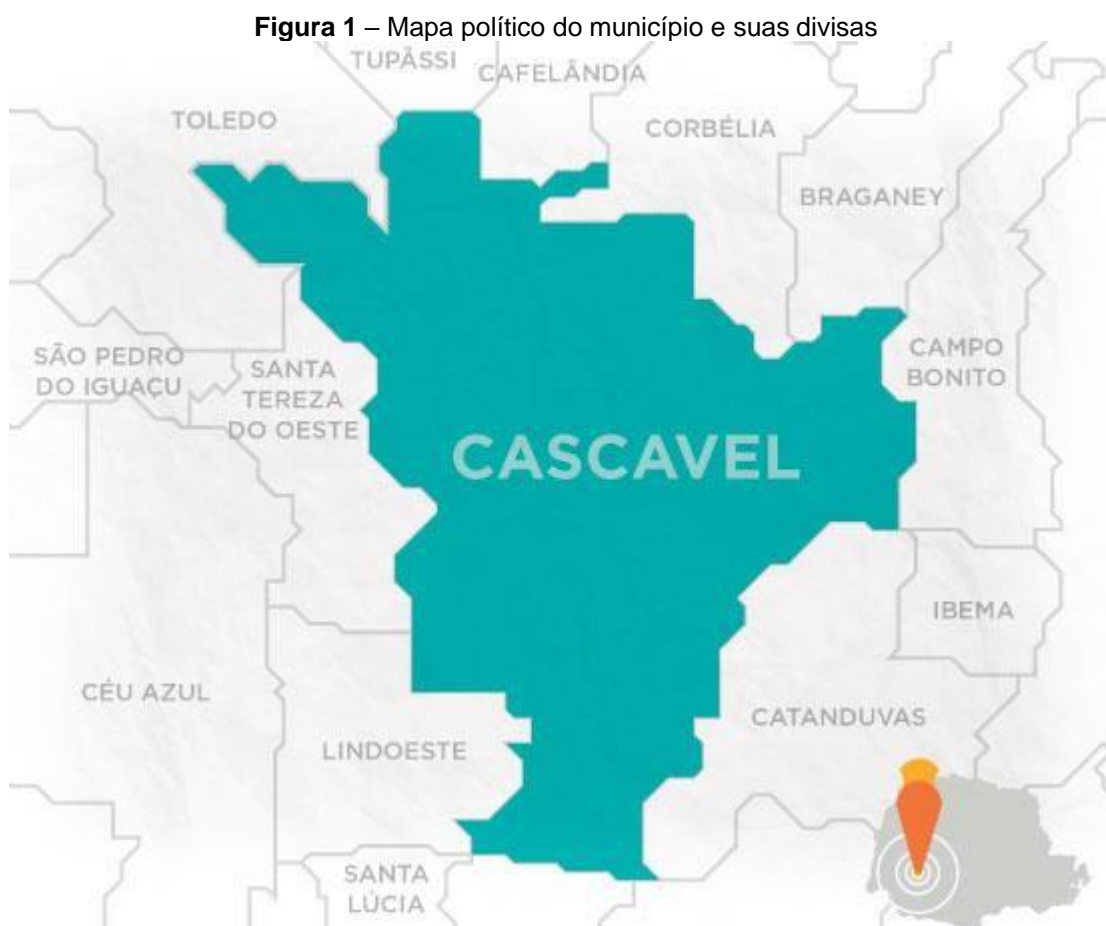 Figura 1 – Mapa político do município e suas divisas
TUPÃSSI
CAFELÂNDIA
TOLEDO
CORBÉLIA
BRAGANEY
SÃO PEDRO
DO IGUAÇU
SANTA
TEREZA
DO OESTE
CAMPO
BONITO
CASCAVEL
IBEMA
CÉU AZUL
CATANDUVAS
LINDOESTE
SANTA
LÚCIA